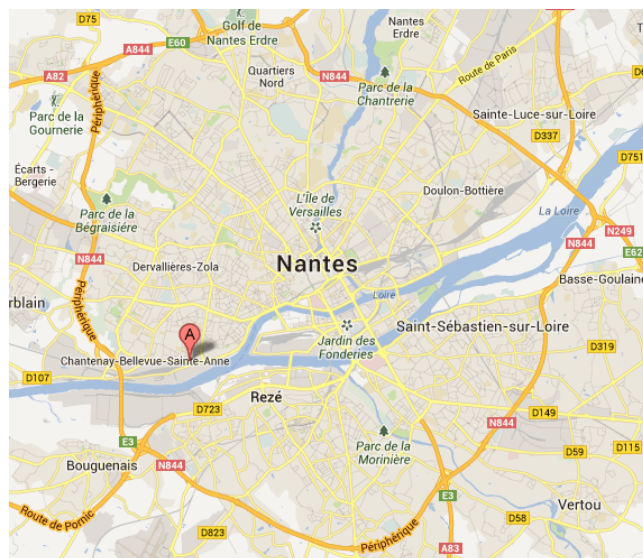 D75
A844
E60
Golf de
Nantes Erdre
Nantes
Erdre
Route de Paris
A82
Périphérique
Quartiers
Nord
N844
Parc de la
Chantrerie
Parc de la
Gournerie
Sainte-Luce-sur-Loire
D337
D751
Écarts -
Bergerie
Doulon-Bottière
L'Île de
Versailles
Parc de la
Bégraisière
La Loire
N249
N844
N844
E62
Dervallières-Zola
Nantes
Basse-Goulaine
Loire
rblain
Périphérique
Saint-Sébastien-sur-Loire
A
Jardin des
Fonderies
Chantenay-Bellevue-Sainte-Anne
D319
D107
Rezé
D723
D149
N844
E3
Parc de la
Morinière
D115
D59
Bouguenais
N844
E3
Vertou
Route de Pornic
D58
D823
Périphérique
A83